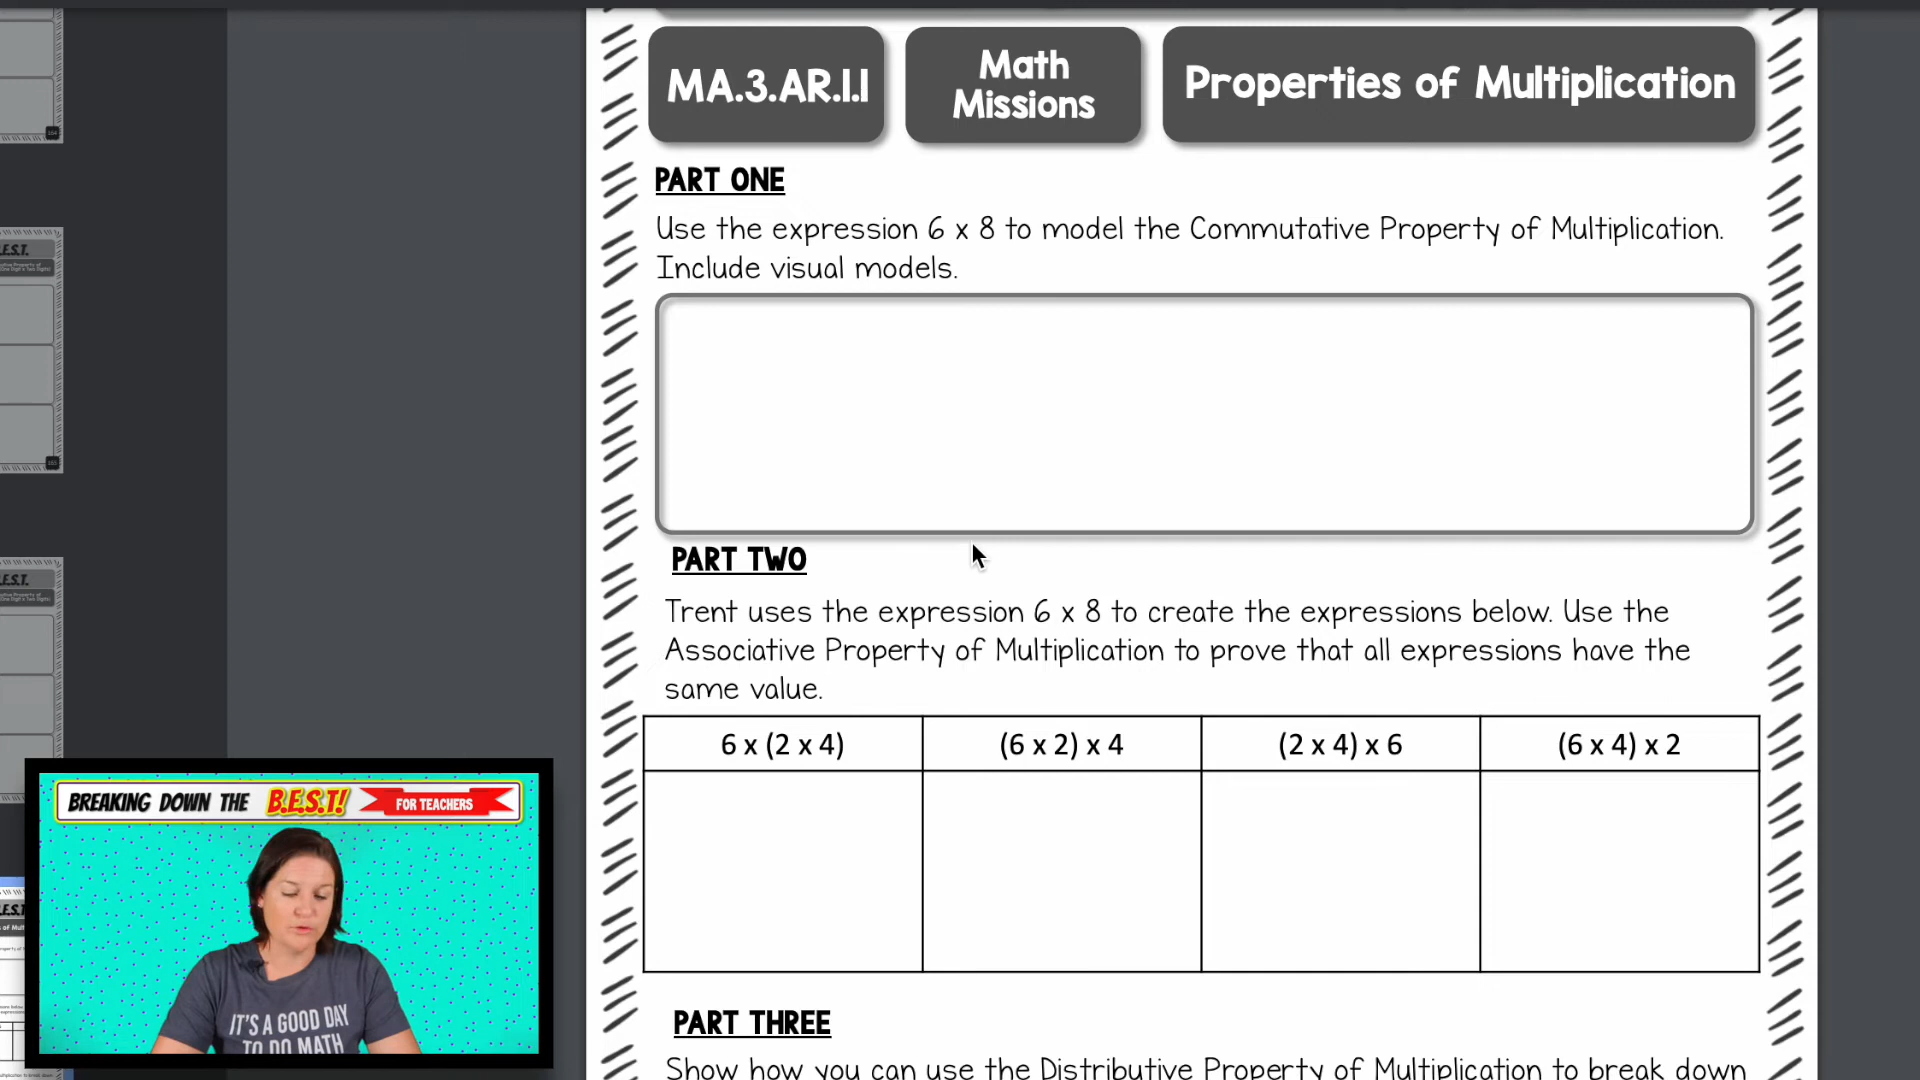 MA.3.AR.1.1
Math
Missions
Properties of Multiplication
PART ONE
Use the expression 6 x 8 to model the Commutative Property of Multiplication.
Include visual models.
PART TWO
Trent uses the expression 6 x 8 to create the expressions below. Use the
Associative Property of Multiplication to prove that all expressions have the
same value.
6 x (2 x 4)
(6 x 2) x 4
(2 x 4) x 6
(6 x 4) x 2
PART THREE
Show how you can use the Distributive Property of Multiplication to break down
BREAKING DOWN THE B.E.S.T! FOR TEACHERS
IT'S A GOOD DAY
TO DO MATH